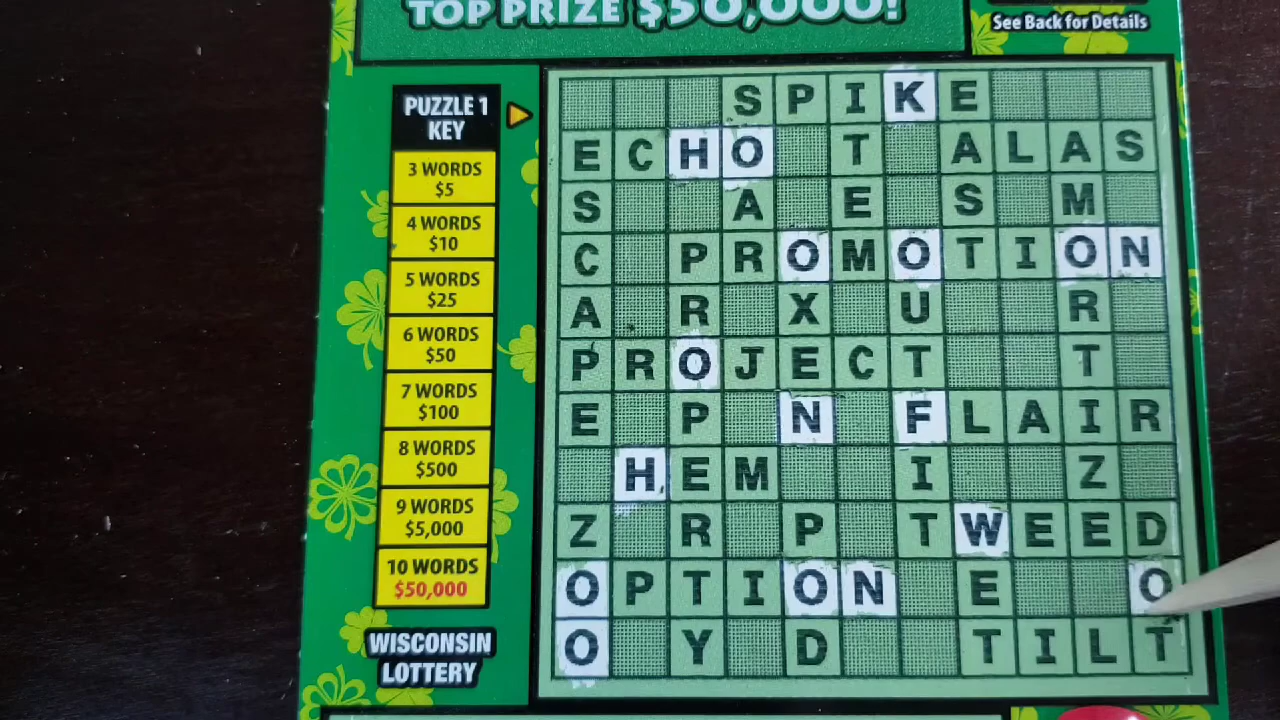 TOP PRIZE $50,000!
See Back for Details
PUZZLE 1
KEY
3 WORDS
$5
4 WORDS
$10
5 WORDS
$25
6 WORDS
$50
7 WORDS
$100
8 WORDS
$500
9 WORDS
$5,000
10 WORDS
$50,000
WISCONSIN
LOTTERY
S P I K E
E C H O T A L A S
S A E S M
C P R O M O T I O N
A R X U R
P R O J E C T T
E P N F L A I R
H E M I Z
Z R P T W E E D
O P T I O N E O
O Y D T I L T